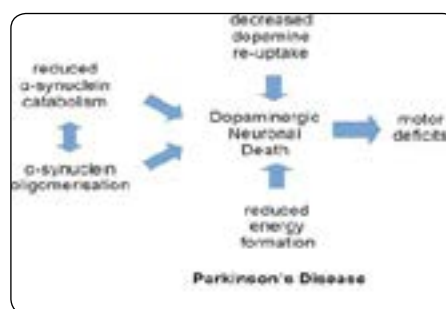 decreased
dopamine
re-uptake
reduced
α-synuclein
catabolism
Dopaminergic
Neuronal
Death
motor
deficits
α-synuclein
oligomerisation
reduced
energy
formation
Parkinson's Disease